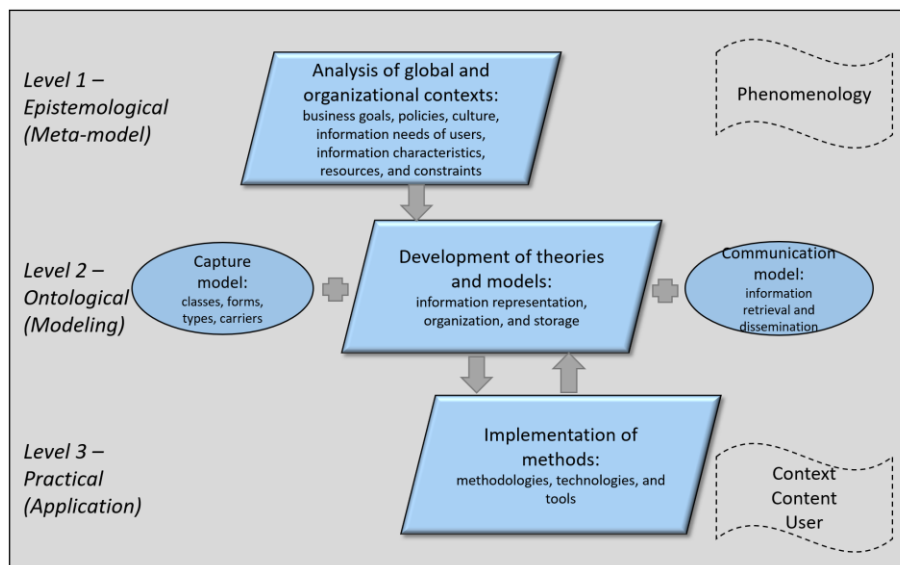 Level 1 –
Epistemological
(Meta-model)
Analysis of global and
organizational contexts:
business goals, policies, culture,
information needs of users,
information characteristics,
resources, and constraints
Phenomenology
Level 2 –
Ontological
(Modeling)
Capture
model:
classes, forms,
types, carriers
Development of theories
and models:
information representation,
organization, and storage
Communication
model:
information
retrieval and
dissemination
Level 3 –
Practical
(Application)
Implementation of
methods:
methodologies, technologies, and
tools
Context
Content
User